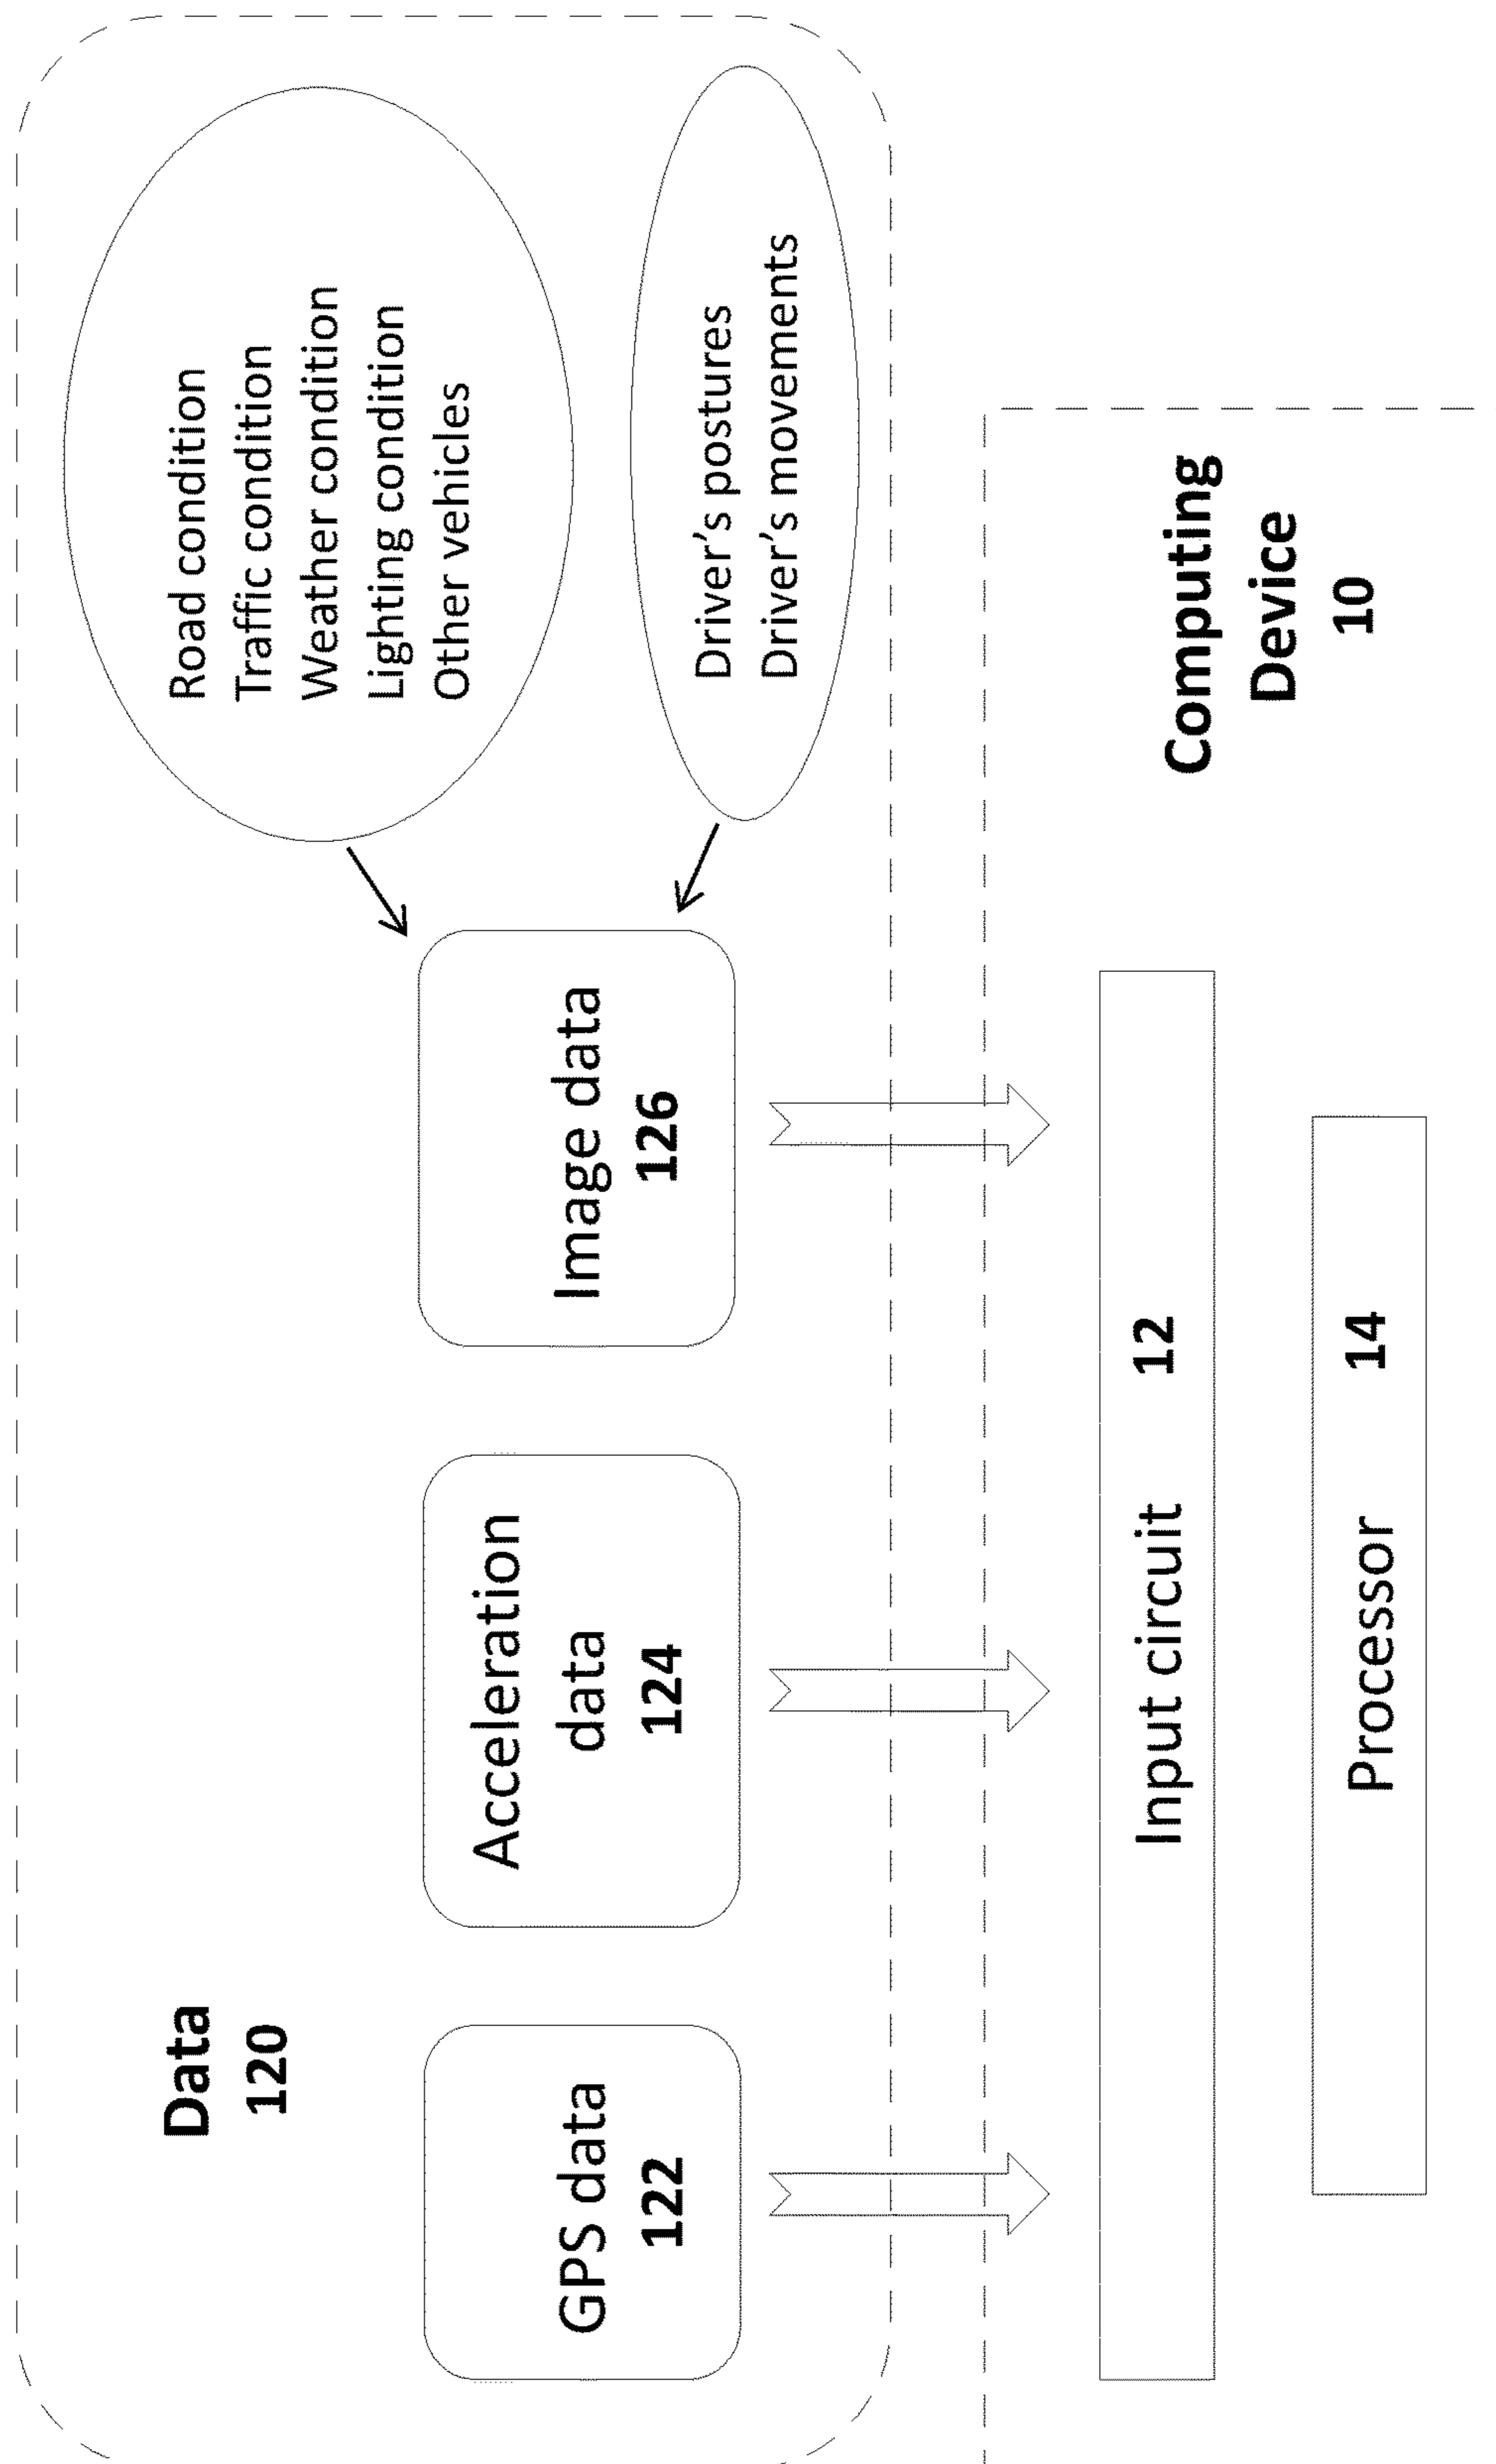 Data
120
Road condition
Traffic condition
Weather condition
Lighting condition
Other vehicles
GPS data
122
Acceleration
data
124
Image data
126
Driver’s postures
Driver’s movements
Computing
Device
10
Input circuit 12
Processor 14